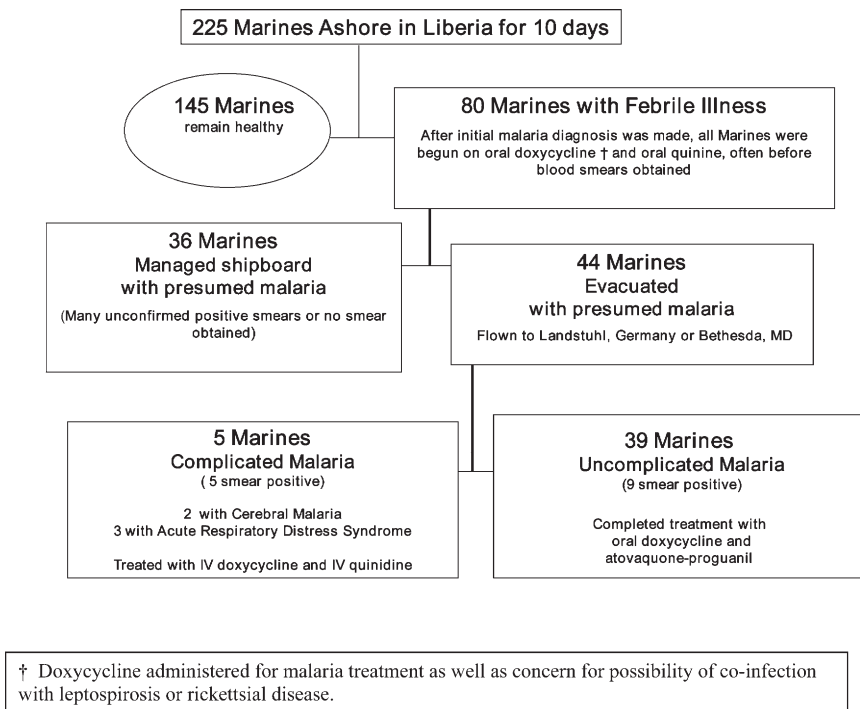 225 Marines Ashore in Liberia for 10 days
145 Marines
remain healthy
80 Marines with Febrile Illness
After initial malaria diagnosis was made, all Marines were
begun on oral doxycycline † and oral quinine, often before
blood smears obtained
36 Marines
Managed shipboard
with presumed malaria
(Many unconfirmed positive smears or no smear
obtained)
44 Marines
Evacuated
with presumed malaria
Flown to Landstuhl, Germany or Bethesda, MD
5 Marines
Complicated Malaria
( 5 smear positive)
2 with Cerebral Malaria
3 with Acute Respiratory Distress Syndrome
Treated with IV doxycycline and IV quinidine
39 Marines
Uncomplicated Malaria
(9 smear positive)
Completed treatment with
oral doxycycline and
atovaquone-proguanil
† Doxycycline administered for malaria treatment as well as concern for possibility of co-infection
with leptospirosis or rickettsial disease.